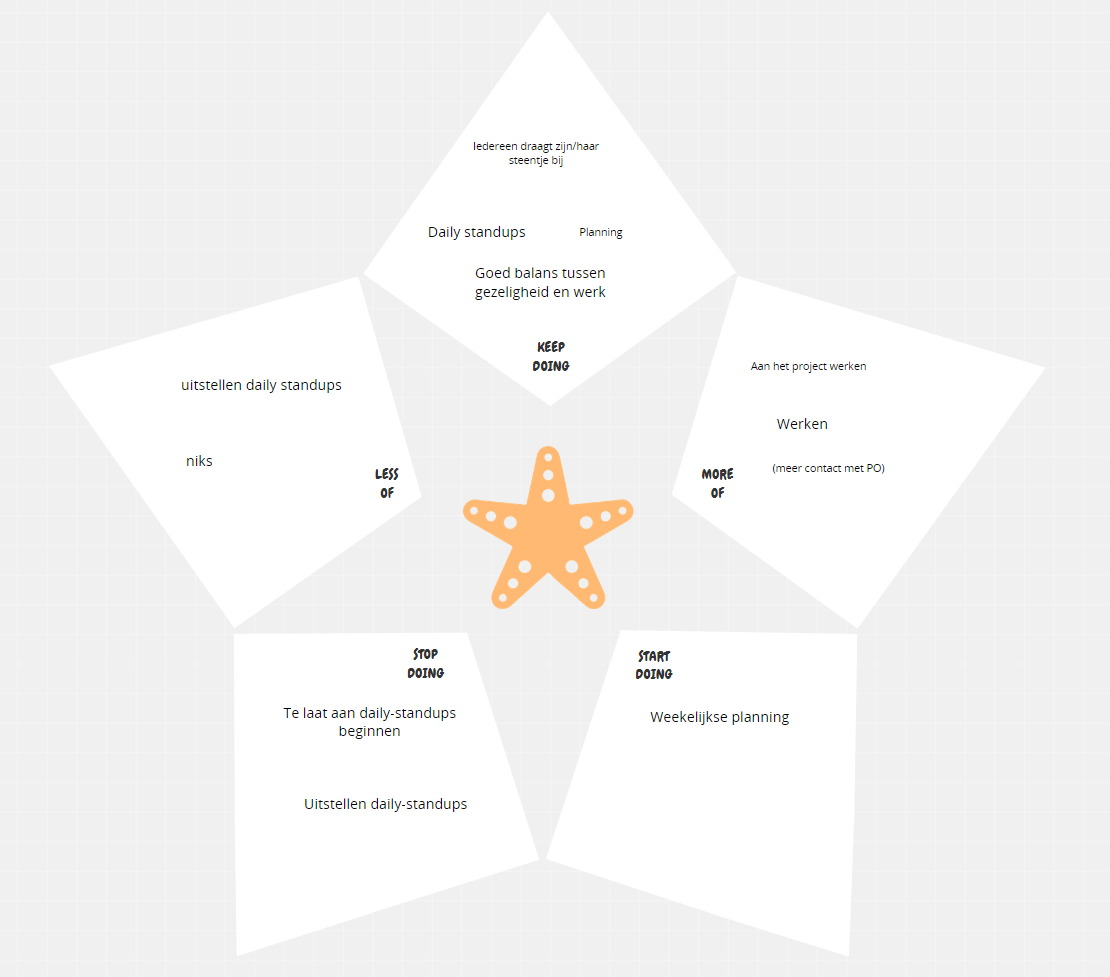 Iedereen draagt zijn/haar
steentje bij
Daily standups
Planning
Goed balans tussen
gezeligheid en werk
KEEP
DOING
uitstellen daily standups
niks
LESS
OF
Aan het project werken
Werken
(meer contact met PO)
MORE
OF
STOP
DOING
Te laat aan daily-standups
beginnen
Uitstellen daily-standups
START
DOING
Weekelijkse planning